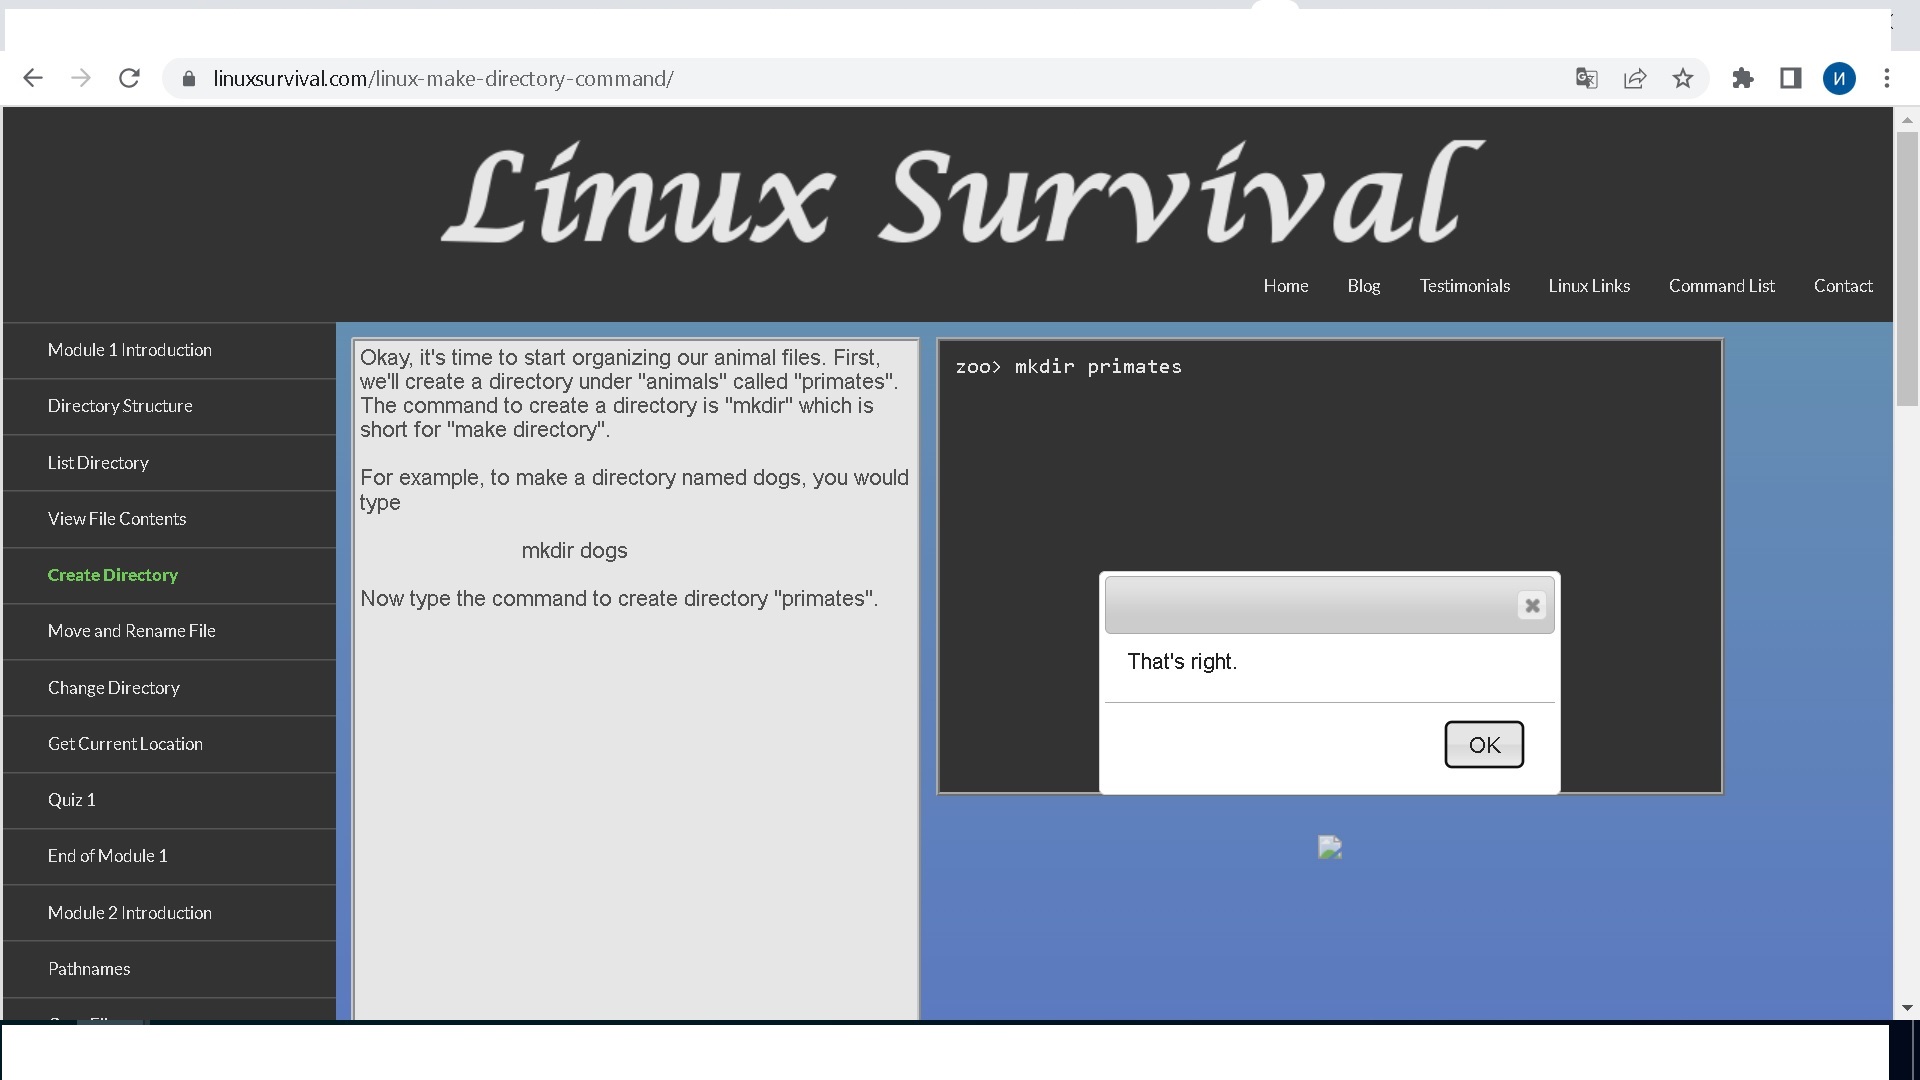 linuxsurvival.com/linux-make-directory-command/
И
Linux Survival
Home Blog Testimonials Linux Links Command List Contact
Module 1 Introduction
Directory Structure
List Directory
View File Contents
Create Directory
Move and Rename File
Change Directory
Get Current Location
Quiz 1
End of Module 1
Module 2 Introduction
Pathnames
Okay, it's time to start organizing our animal files. First,
we'll create a directory under "animals" called "primates".
The command to create a directory is "mkdir" which is
short for "make directory".
For example, to make a directory named dogs, you would
type
mkdir dogs
Now type the command to create directory "primates".
zoo> mkdir primates
That's right.
OK